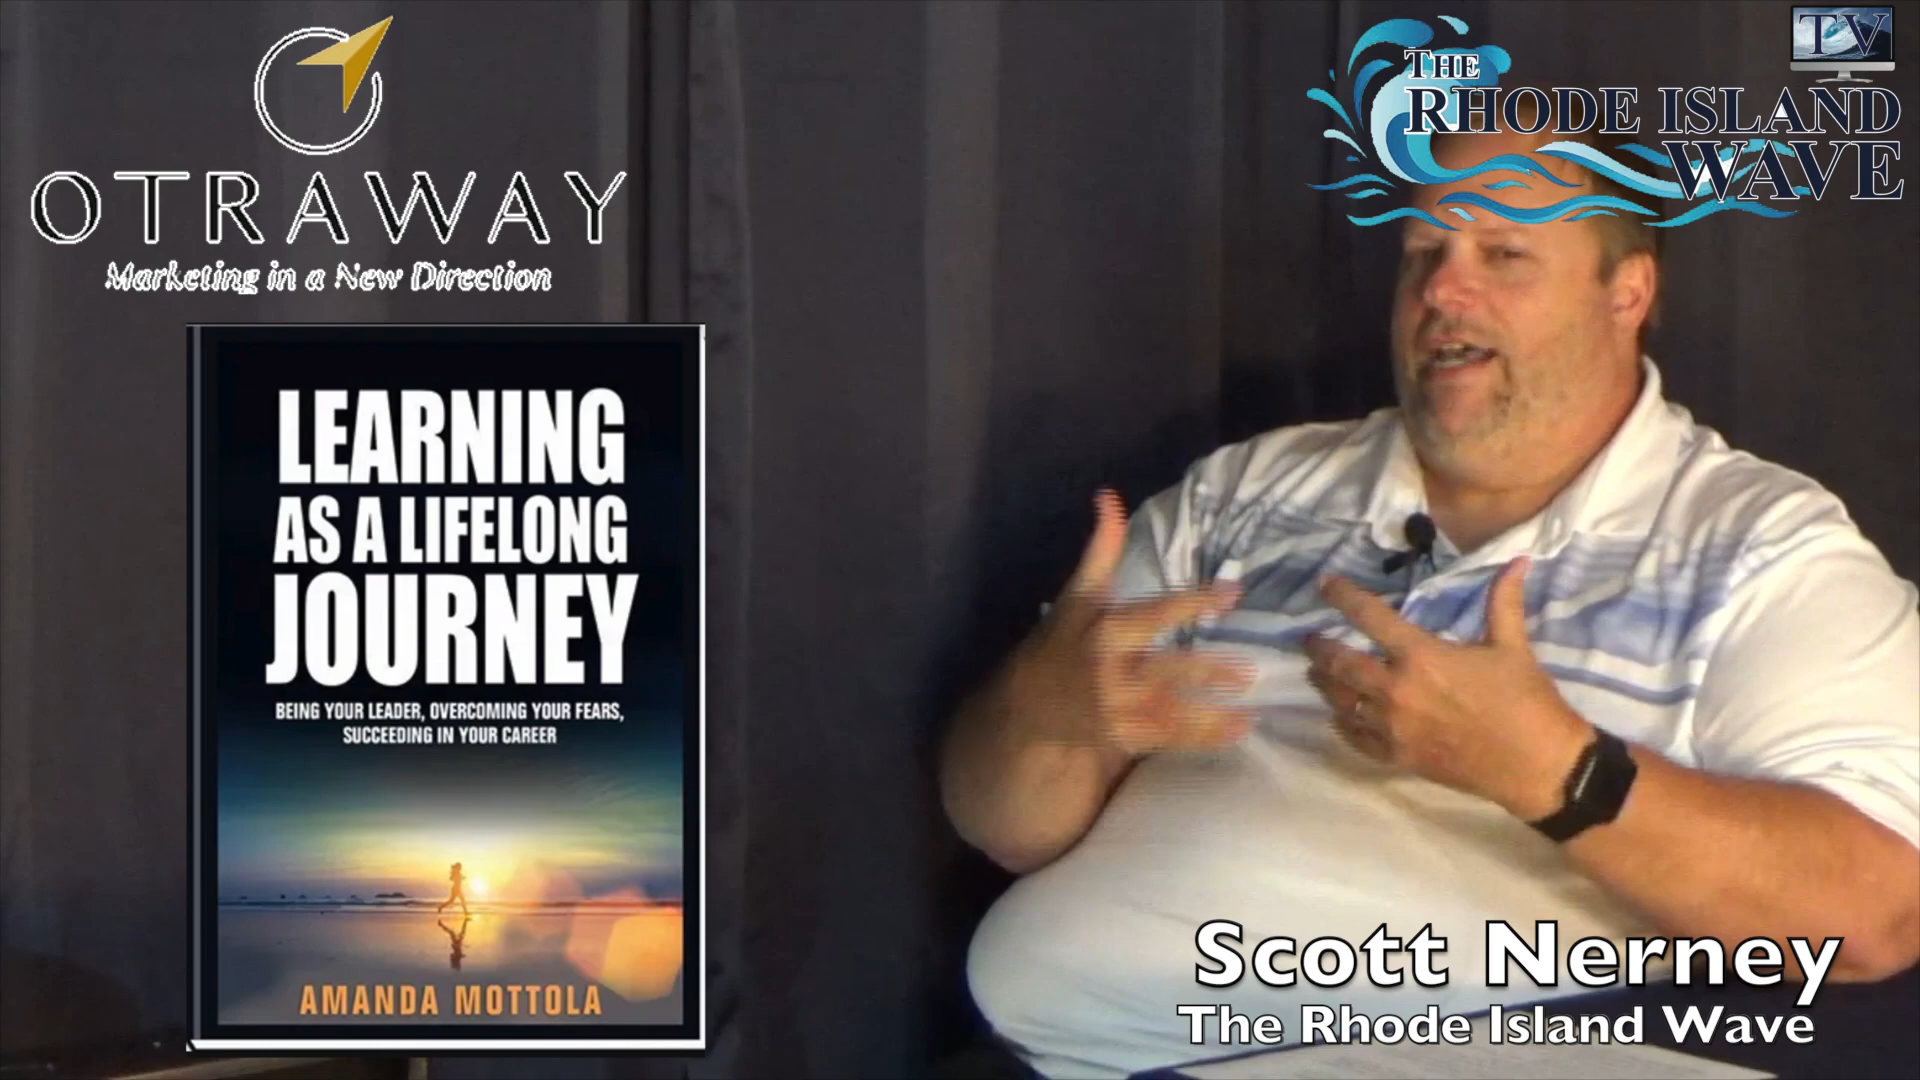 OTRAWAY
Marketing in a New Direction
TV
THE
RHODE ISLAND
WAVE
LEARNING
AS A LIFELONG
JOURNEY
BEING YOUR LEADER, OVERCOMING YOUR FEARS,
SUCCEEDING IN YOUR CAREER
AMANDA MOTTOLA
Scott Nerney
The Rhode Island Wave